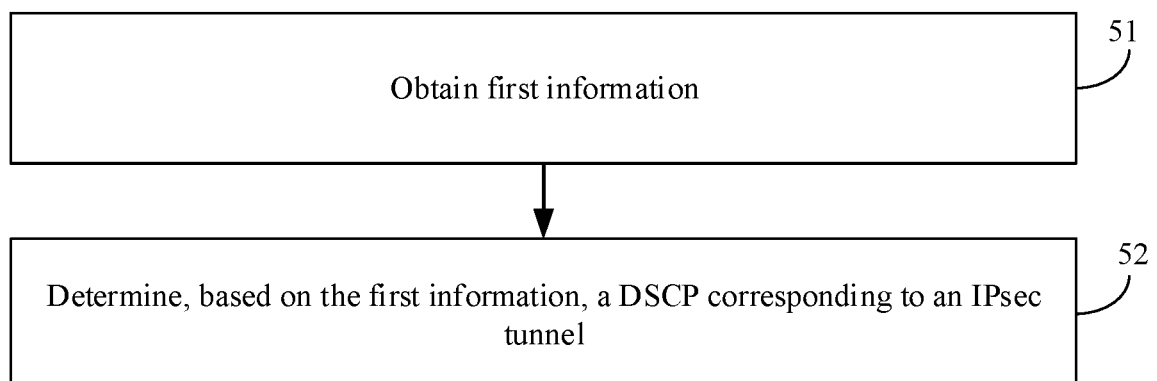 51
Obtain first information
52
Determine, based on the first information, a DSCP corresponding to an IPsec
tunnel